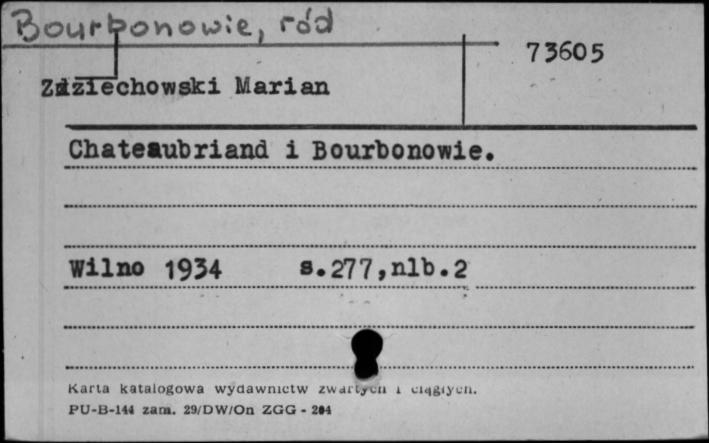 Bourbonowie, ród
73605
Zdziechowski Marian
Chateaubriand i Bourbonowie.
Wilno 1934 s.277,nlb.2
Karta katalogowa wydawnictw zwartych i ciągłych.
PU-B-144 zam. 29/DW/On ZGG - 204